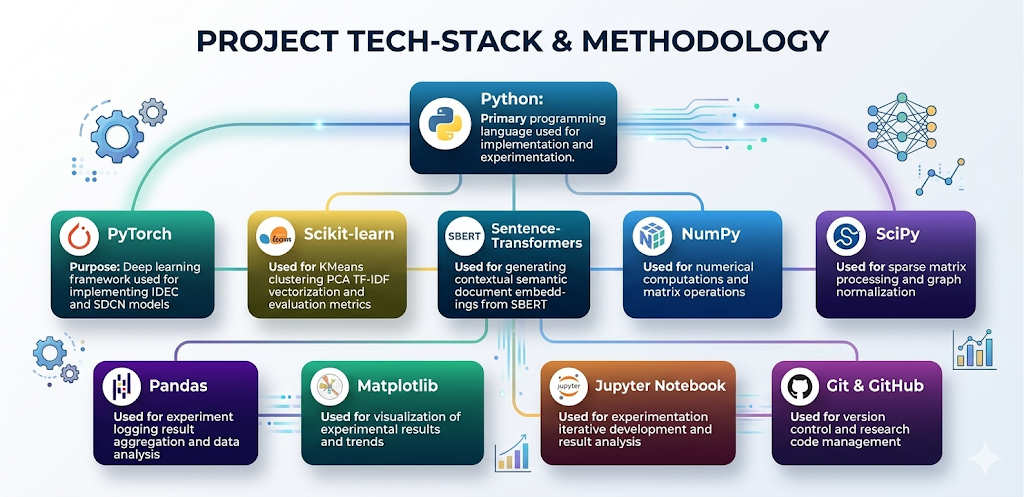 PROJECT TECH-STACK & METHODOLOGY
Python:
Primary programming
language used for
implementation and
experimentation.
PyTorch
Purpose: Deep learning
framework used for
implementing IDEC
and SDCN models
learn
Scikit-learn
Used for KMeans
clustering PCA TF-IDF
vectorization and
evaluation metrics
SBERT
Sentence-
Transformers
Used for generating
contextual semantic
document embedd-
ings from SBERT
NumPy
Used for numerical
computations and
matrix operations
SciPy
Used for sparse matrix
processing and graph
normalization
Pandas
Used for experiment
logging result
aggregation and data
analysis
Matplotlib
Used for visualization of
experimental results
and trends
jupyter
Jupyter Notebook
Used for experimentation
iterative development and
result analysis
Git & GitHub
Used for version
control and research
code management